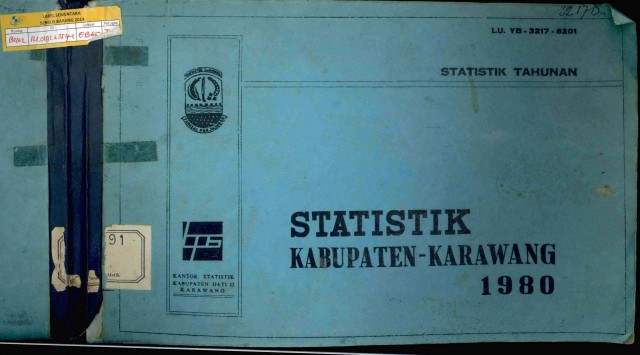 LU. YB - 3217 - 8201
STATISTIK TAHUNAN
STATISTIK
KABUPATEN-KARAWANG
1980
KANTOR STATISTIK
KABUPATEN DATI II
KARAWANG
91